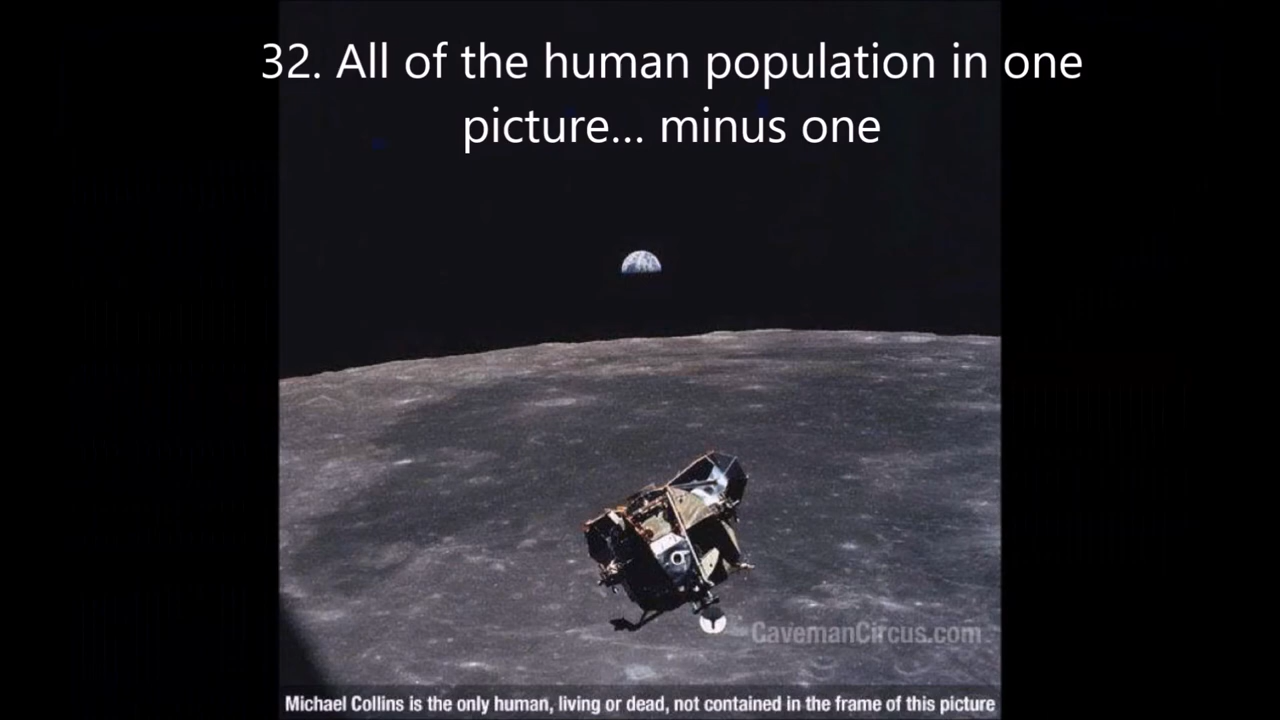 32. All of the human population in one
picture... minus one
CavemanCircus.com
Michael Collins is the only human, living or dead, not contained in the frame of this picture